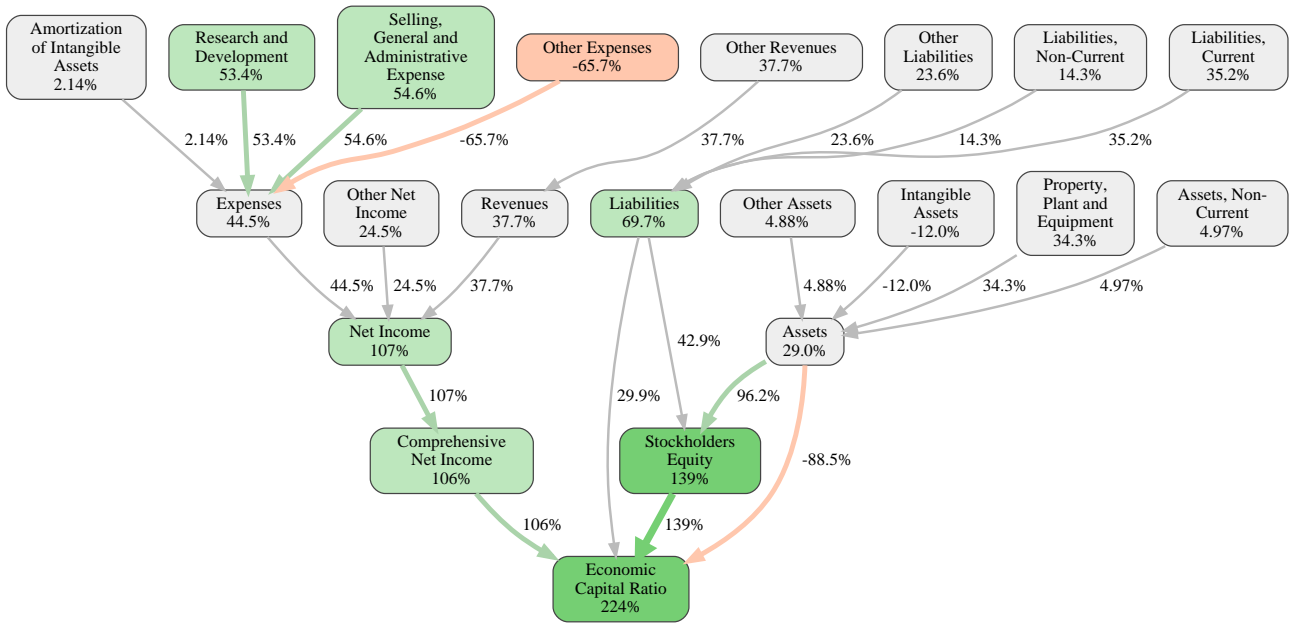 Amortization
of Intangible
Assets
2.14%
Research and
Development
53.4%
Selling,
General and
Administrative
Expense
54.6%
Other Expenses
-65.7%
Other Revenues
37.7%
Other
Liabilities
23.6%
Liabilities,
Non-Current
14.3%
Liabilities,
Current
35.2%
2.14%
53.4%
54.6%
-65.7%
37.7%
23.6%
14.3%
35.2%
Expenses
44.5%
Other Net
Income
24.5%
Revenues
37.7%
Liabilities
69.7%
Other Assets
4.88%
Intangible
Assets
-12.0%
Property,
Plant and
Equipment
34.3%
Assets, Non-
Current
4.97%
44.5%
24.5%
37.7%
4.88%
-12.0%
34.3%
4.97%
Net Income
107%
42.9%
Assets
29.0%
107%
29.9%
96.2%
Comprehensive
Net Income
106%
Stockholders
Equity
139%
-88.5%
106%
139%
Economic
Capital Ratio
224%